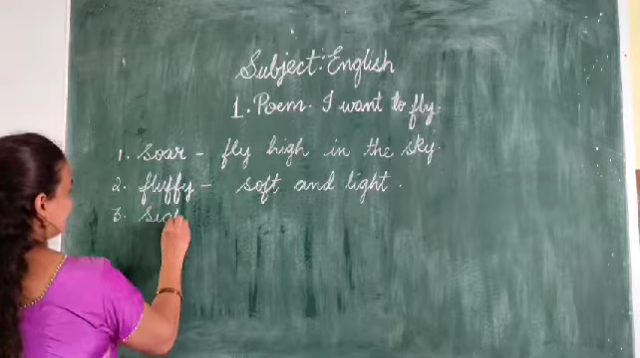 Subject: English
1. Poem. I want to fly.
1. Soar - fly high in the sky.
2. fluffy - soft and light.
3.